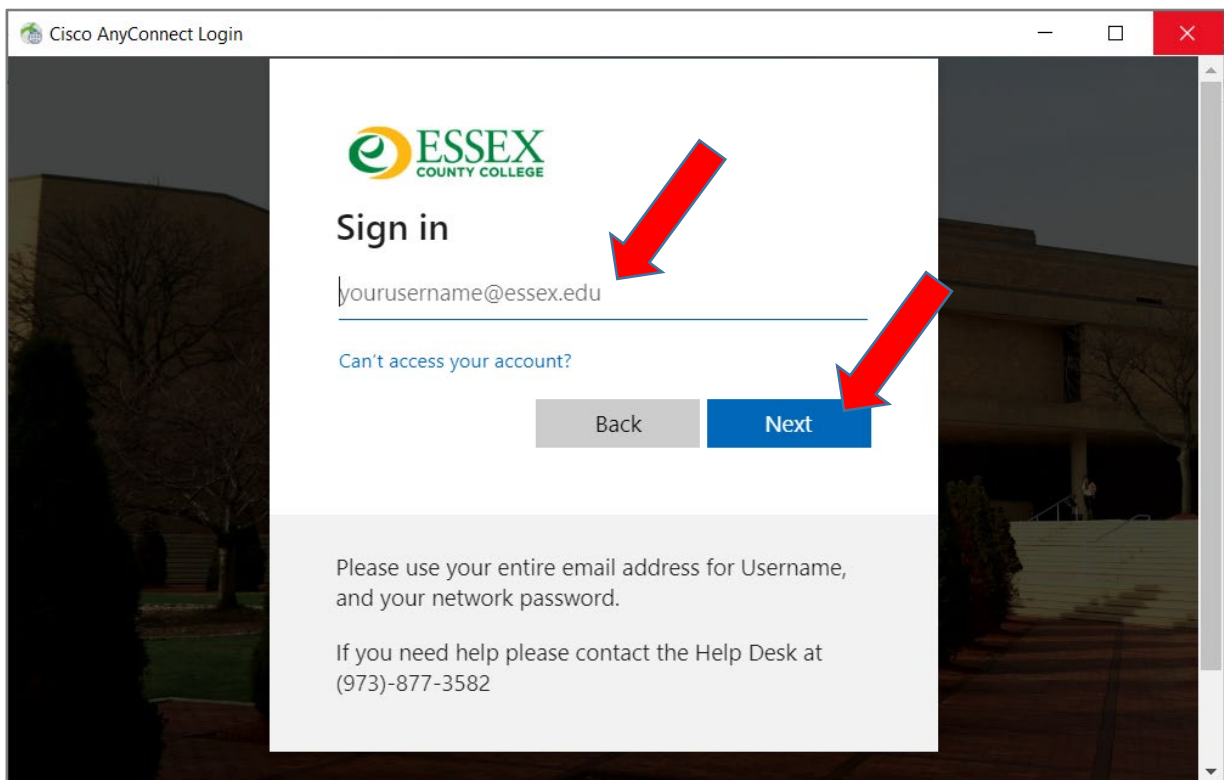 Cisco AnyConnect Login
ESSEX
COUNTY COLLEGE
Sign in
yourusername@essex.edu
Can't access your account?
Back Next
Please use your entire email address for Username,
and your network password.
If you need help please contact the Help Desk at
(973)-877-3582